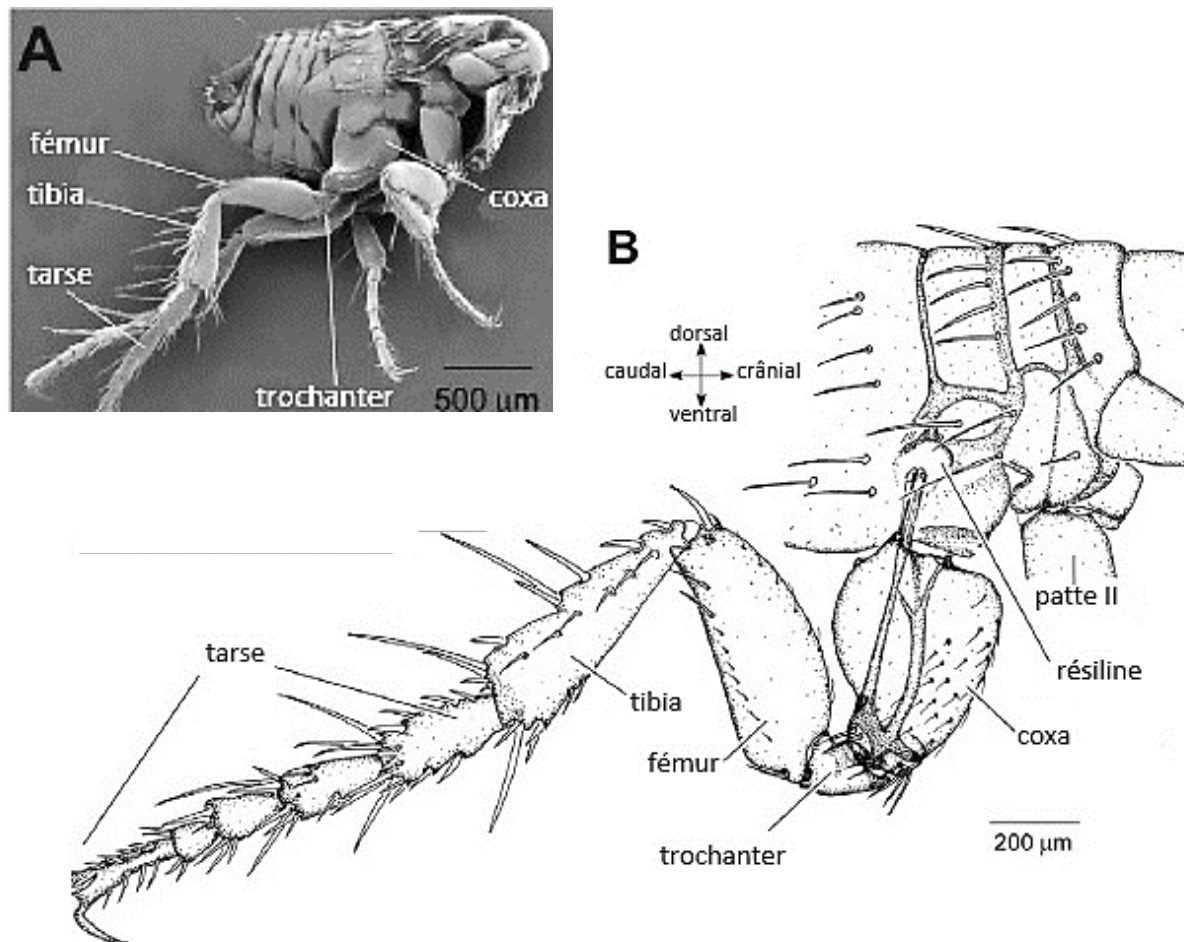 A
fémur
tibia
coxa
tarse
trochanter
500 µm
B
dorsal
caudal
crânial
ventral
patte II
tarse
résiline
tibia
coxa
fémur
trochanter
200 µm